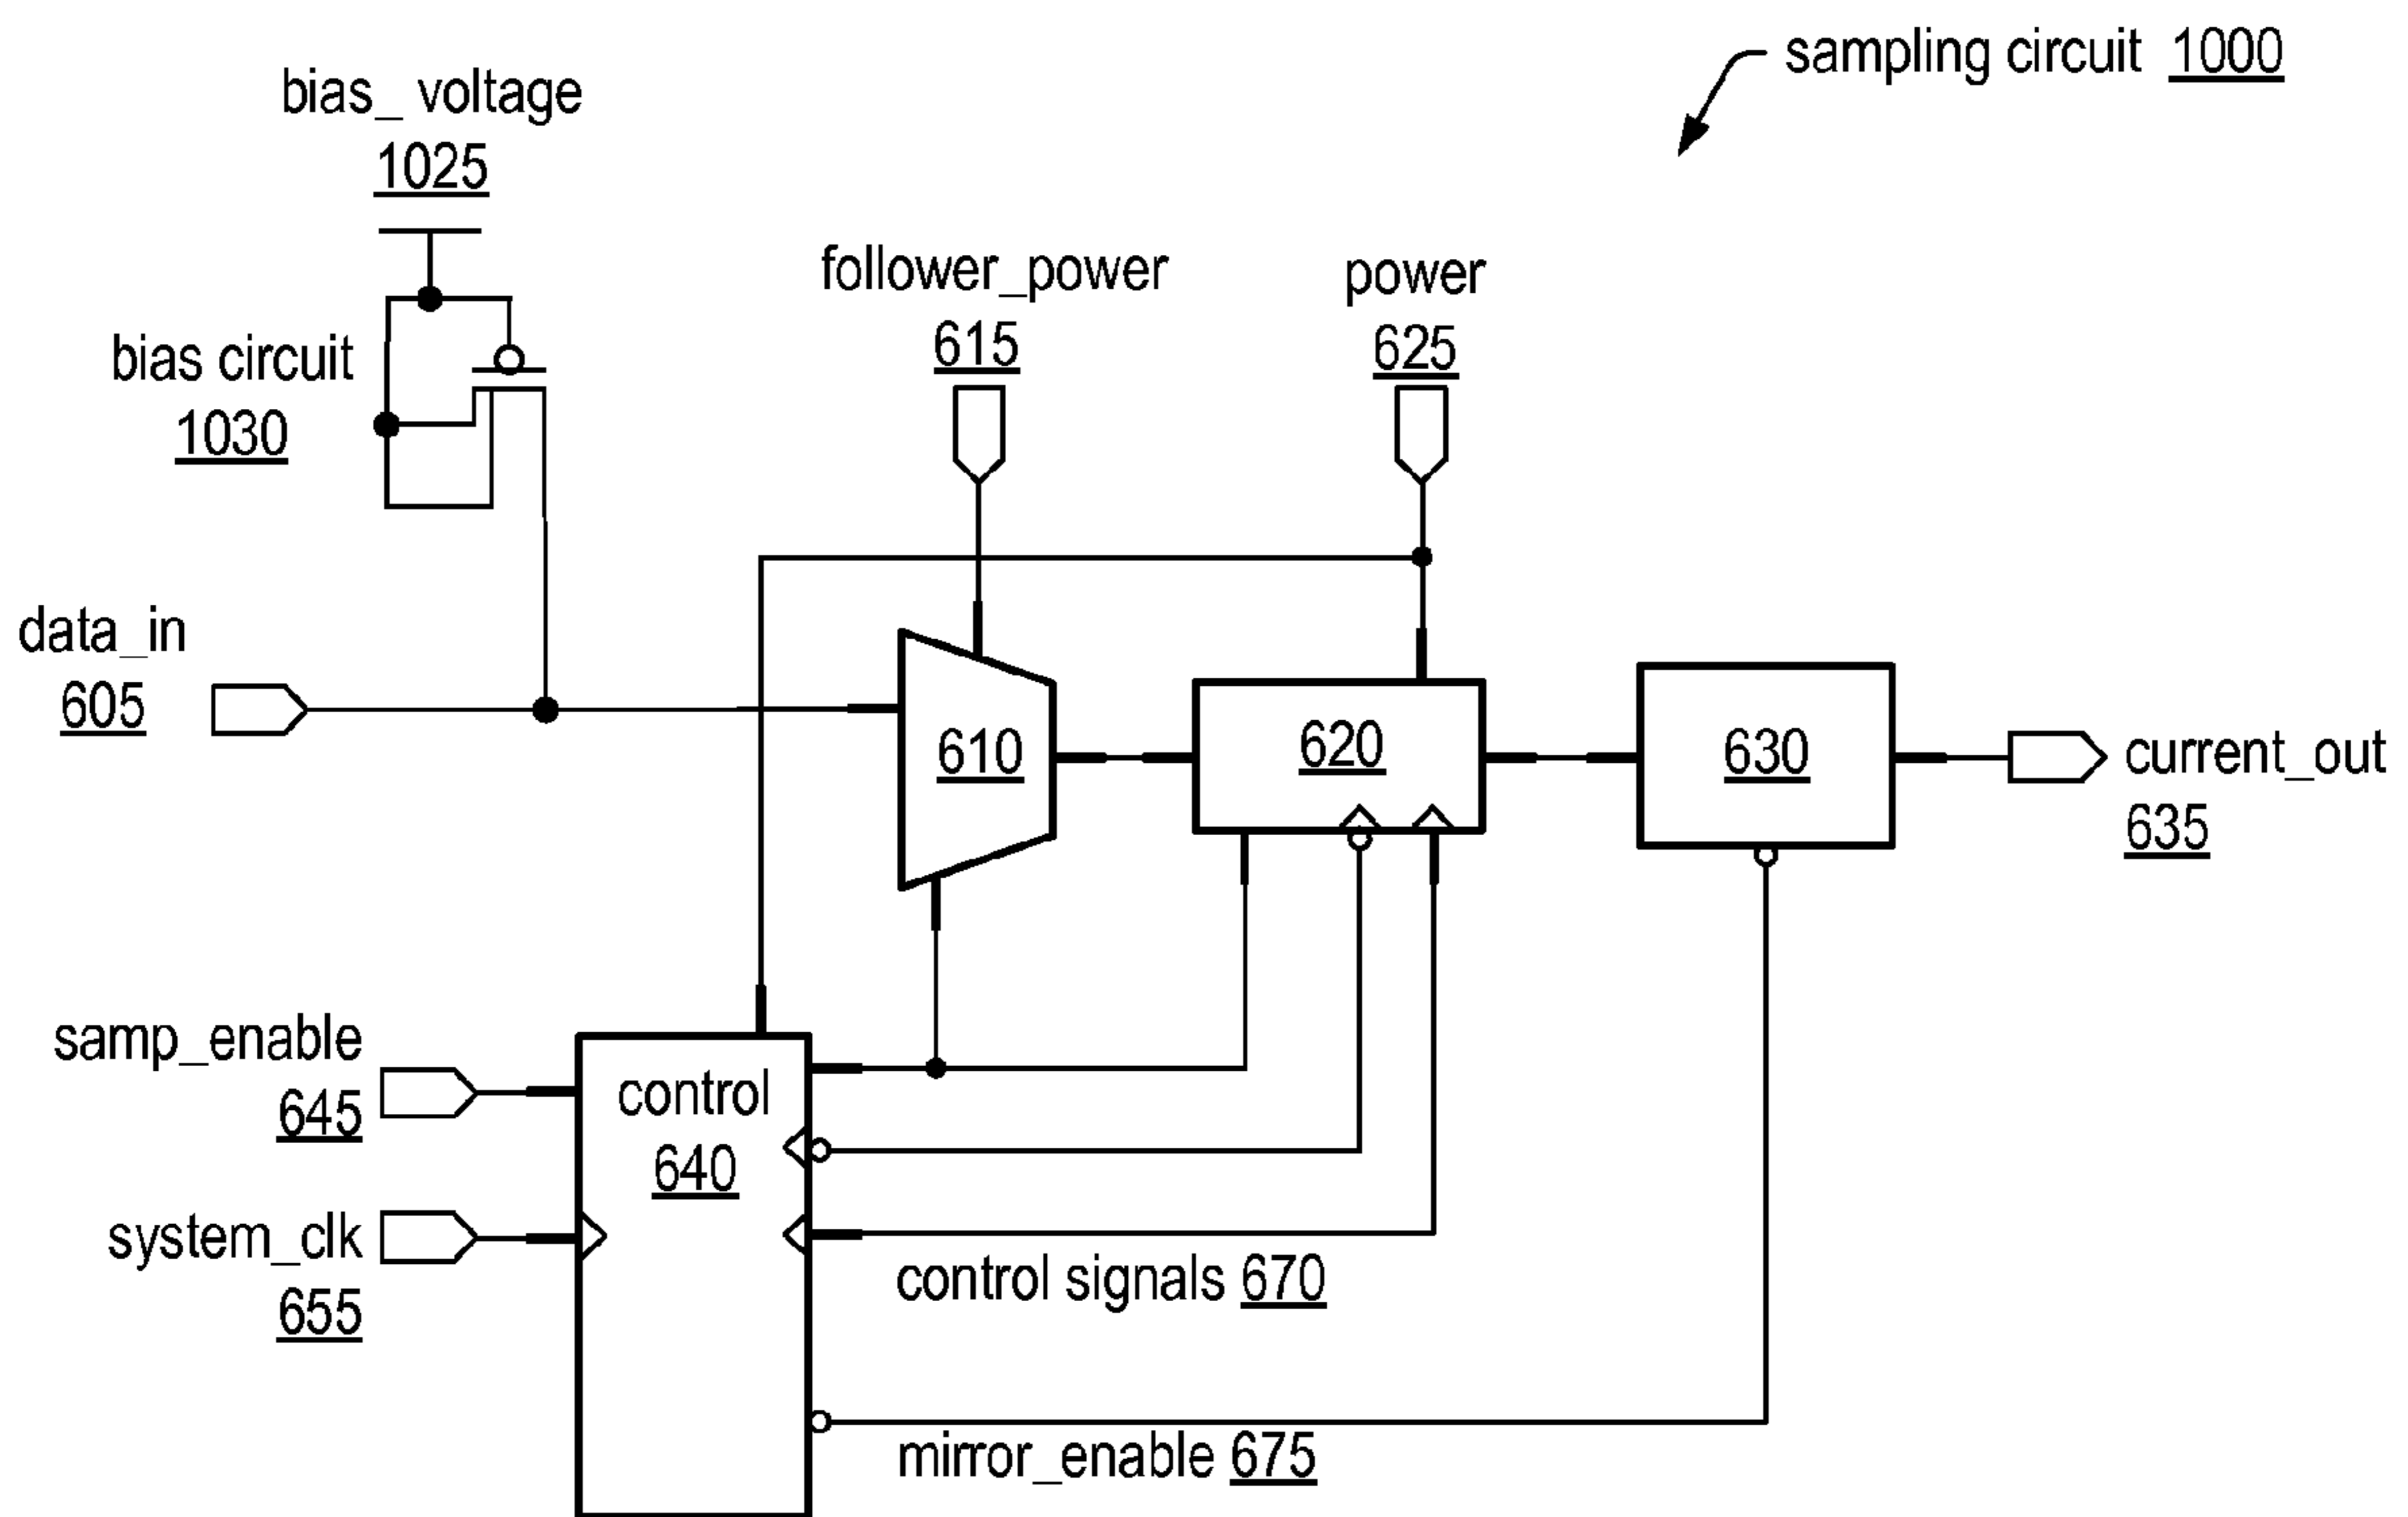 sampling circuit 1000
bias_ voltage
1025
follower_power
615
power
625
bias circuit
1030
data_in
605
610
620
630
current_out
635
samp_enable
645
control
640
system_clk
655
control signals 670
mirror_enable 675